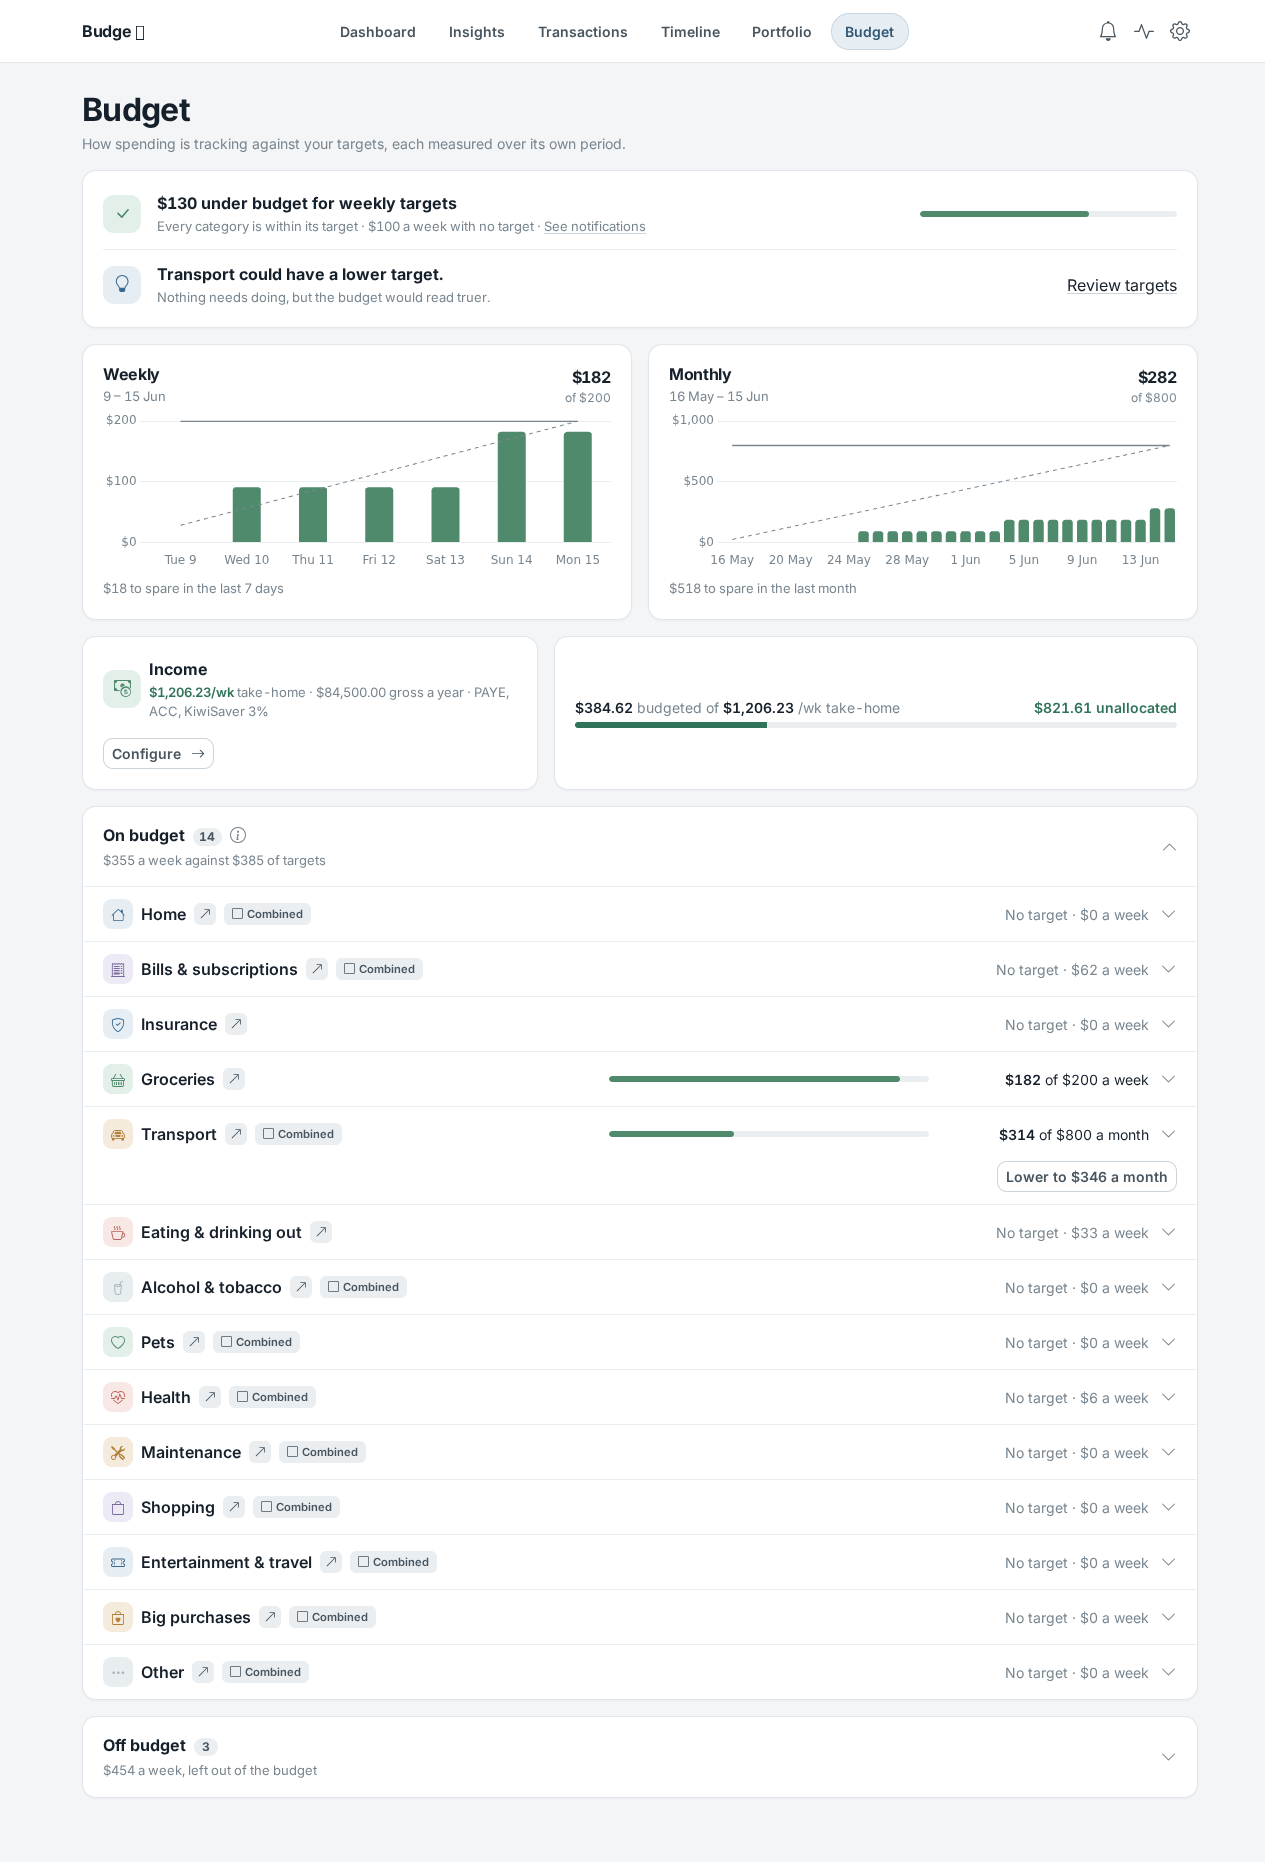 Budge
Dashboard
Insights
Transactions
Timeline
Portfolio
Budget
Budget
How spending is tracking against your targets, each measured over its own period.
$130 under budget for weekly targets
Every category is within its target · $100 a week with no target · See notifications
Transport could have a lower target.
Nothing needs doing, but the budget would read truer.
Review targets
Weekly
9 – 15 Jun
$182
of $200
$200
$100
$0
Tue 9
Wed 10
Thu 11
Fri 12
Sat 13
Sun 14
Mon 15
$18 to spare in the last 7 days
Monthly
16 May – 15 Jun
$282
of $800
$1,000
$500
$0
16 May
20 May
24 May
28 May
1 Jun
5 Jun
9 Jun
13 Jun
$518 to spare in the last month
Income
$1,206.23/wk take-home · $84,500.00 gross a year · PAYE,
ACC, KiwiSaver 3%
Configure
$384.62 budgeted of $1,206.23 /wk take-home
$821.61 unallocated
On budget 14
$355 a week against $385 of targets
Home
Combined
No target · $0 a week
Bills & subscriptions
Combined
No target · $62 a week
Insurance
No target · $0 a week
Groceries
$182 of $200 a week
Transport
Combined
$314 of $800 a month
Lower to $346 a month
Eating & drinking out
No target · $33 a week
Alcohol & tobacco
Combined
No target · $0 a week
Pets
Combined
No target · $0 a week
Health
Combined
No target · $6 a week
Maintenance
Combined
No target · $0 a week
Shopping
Combined
No target · $0 a week
Entertainment & travel
Combined
No target · $0 a week
Big purchases
Combined
No target · $0 a week
Other
Combined
No target · $0 a week
Off budget 3
$454 a week, left out of the budget